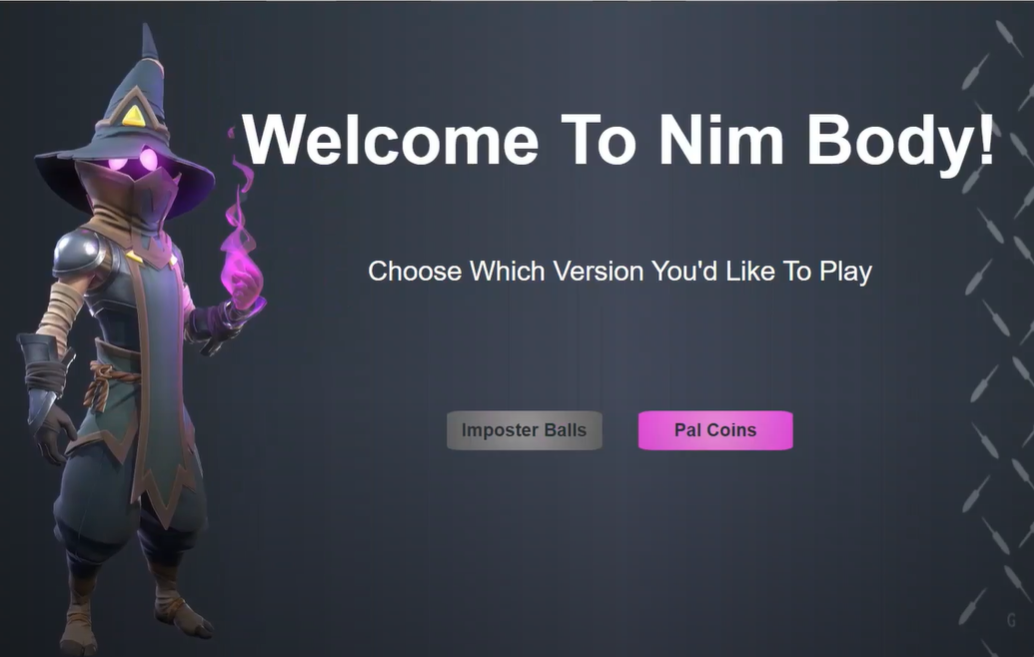 Welcome To Nim Body!
Choose Which Version You'd Like To Play
Imposter Balls
Pal Coins
G